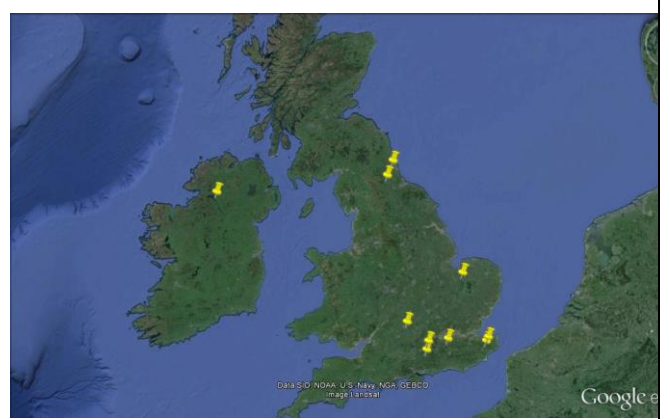 Data SIO, NOAA, U.S. Navy, NGA, GEBCO
Image Landsat
Google e